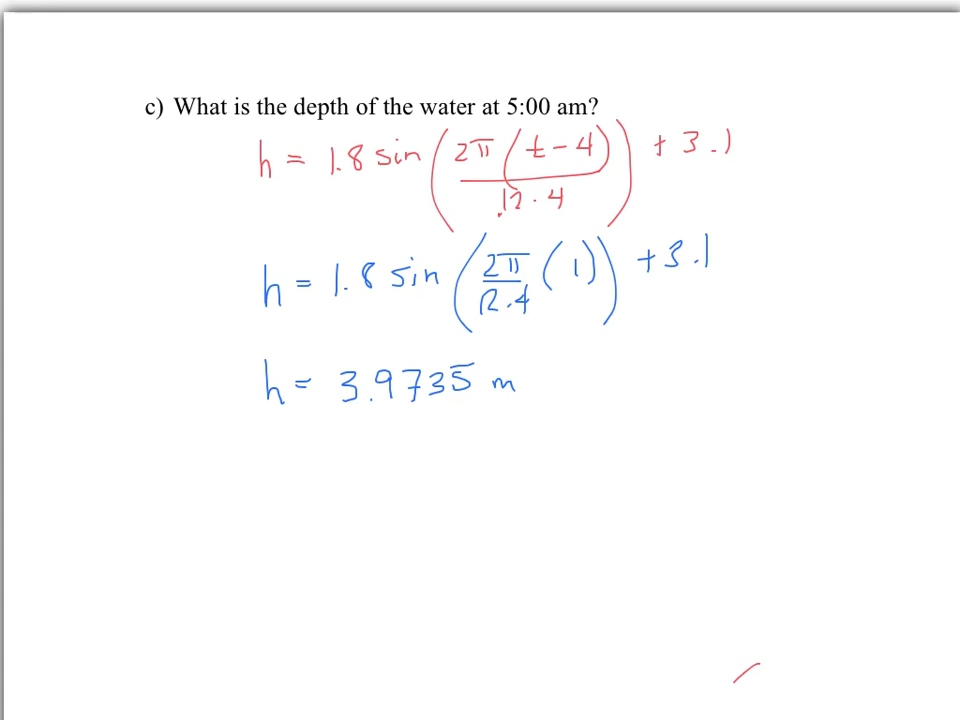 c) What is the depth of the water at 5:00 am?
h = 1.8 sin (2π (t - 4) / 12.4) + 3.1
h = 1.8 sin (2π / 12.4 (1)) + 3.1
h = 3.9735 m